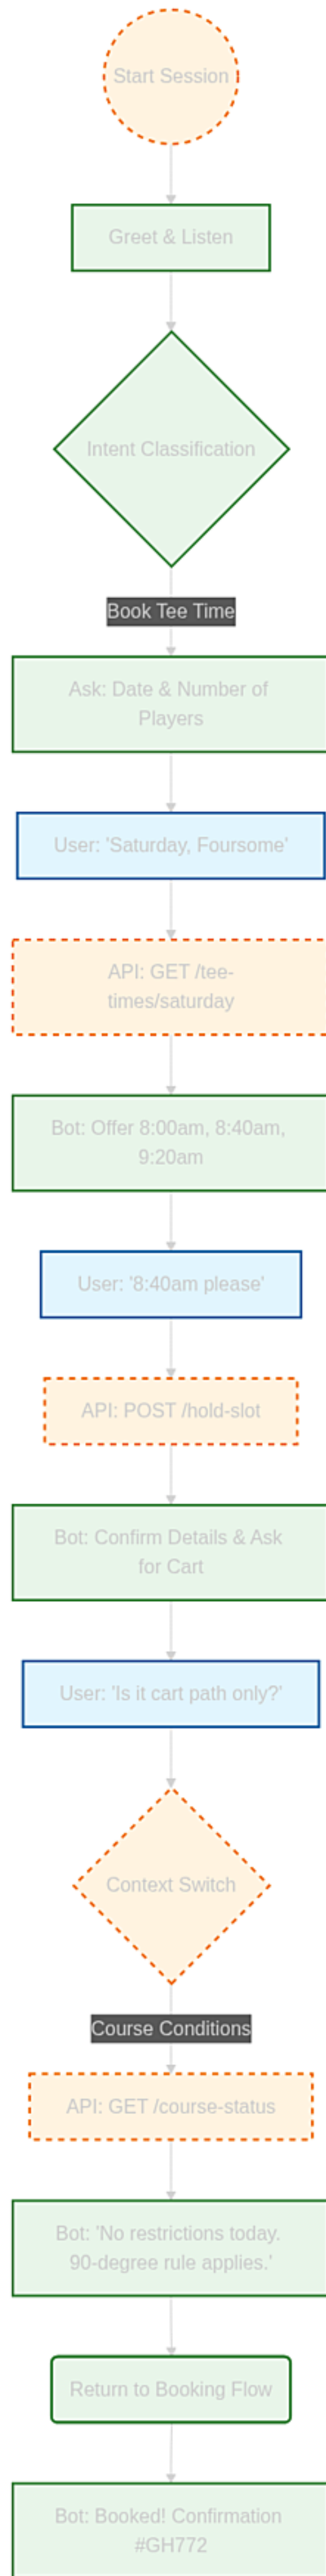 Start Session
Greet & Listen
Intent Classification
Book Tee Time
Ask: Date & Number of
Players
User: 'Saturday, Foursome'
API: GET /tee-
times/saturday
Bot: Offer 8:00am, 8:40am,
9:20am
User: '8:40am please'
API: POST /hold-slot
Bot: Confirm Details & Ask
for Cart
User: 'Is it cart path only?'
Context Switch
Course Conditions
API: GET /course-status
Bot: 'No restrictions today.
90-degree rule applies.'
Return to Booking Flow
Bot: Booked! Confirmation
#GH772